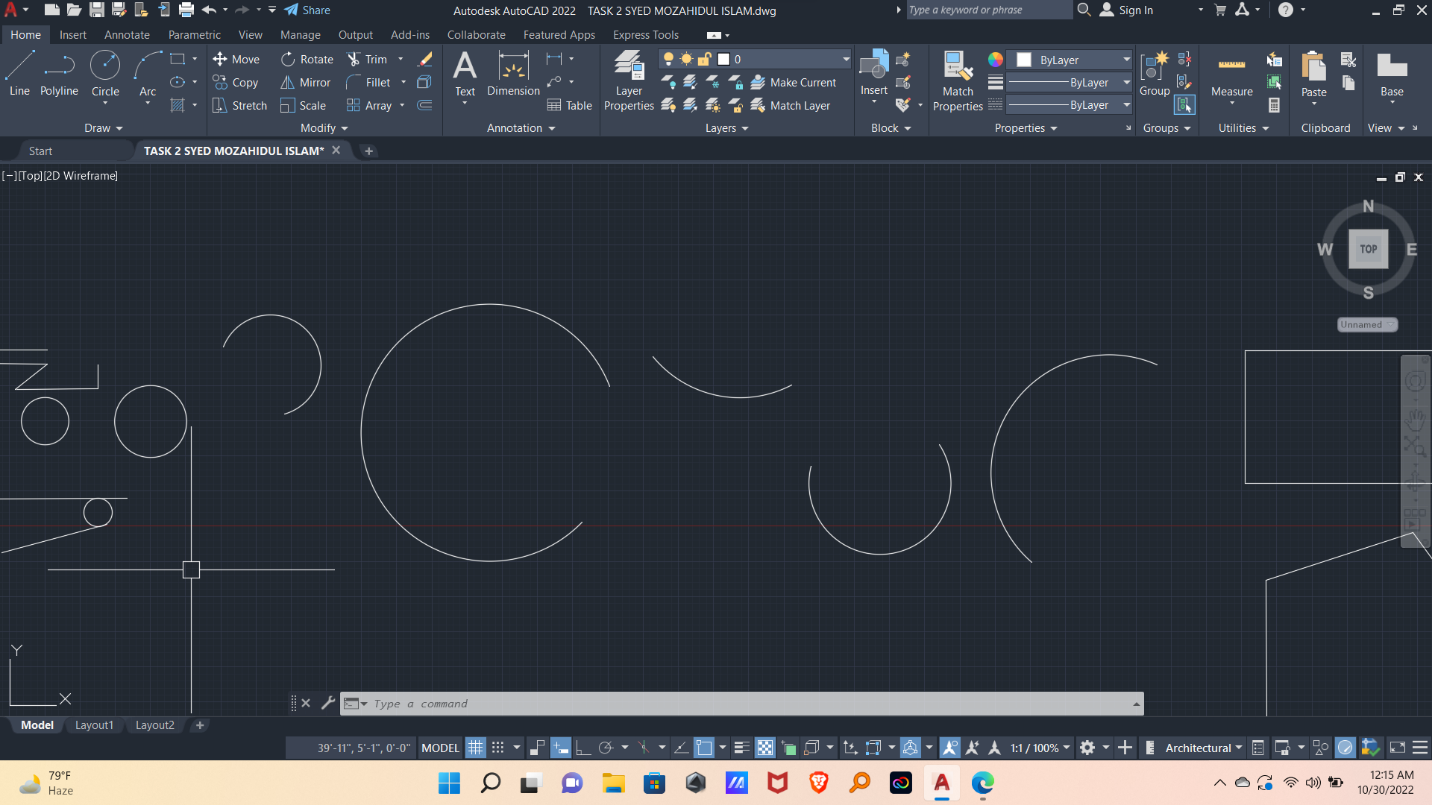 Share
Autodesk AutoCAD 2022 TASK 2 SYED MOZAHIDUL ISLAM.dwg
Type a keyword or phrase
Sign In
Home Insert Annotate Parametric View Manage Output Add-ins Collaborate Featured Apps Express Tools
Line
Polyline
Circle
Arc
Draw
Move
Rotate
Trim
Copy
Mirror
Fillet
Stretch
Scale
Array
Modify
Text
Dimension
Table
Annotation
Layer
Properties
0
Make Current
Match Layer
Layers
Insert
Block
Match
Properties
ByLayer
ByLayer
ByLayer
Properties
Group
Groups
Measure
Utilities
Paste
Clipboard
Base
View
Start
TASK 2 SYED MOZAHIDUL ISLAM*
[−][Top][2D Wireframe]
N
W TOP E
S
Unnamed
Y
X
Type a command
Model Layout1 Layout2
39'-11", 5'-1", 0'-0" MODEL 1:1 / 100% Architectural
79°F
Haze
12:15 AM
10/30/2022